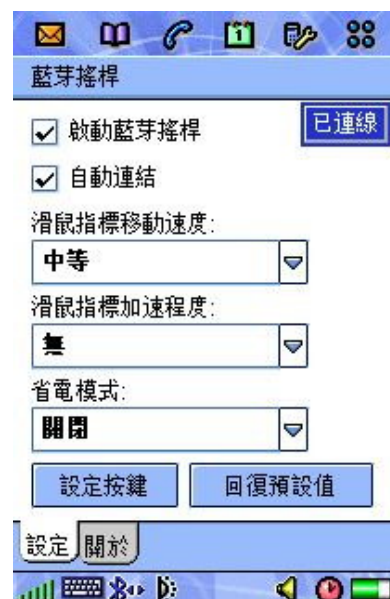 藍芽搖桿
啟動藍芽搖桿
已連線
自動連結
滑鼠指標移動速度:
中等
滑鼠指標加速程度:
無
省電模式:
關閉
設定按鍵
回復預設值
設定
關於